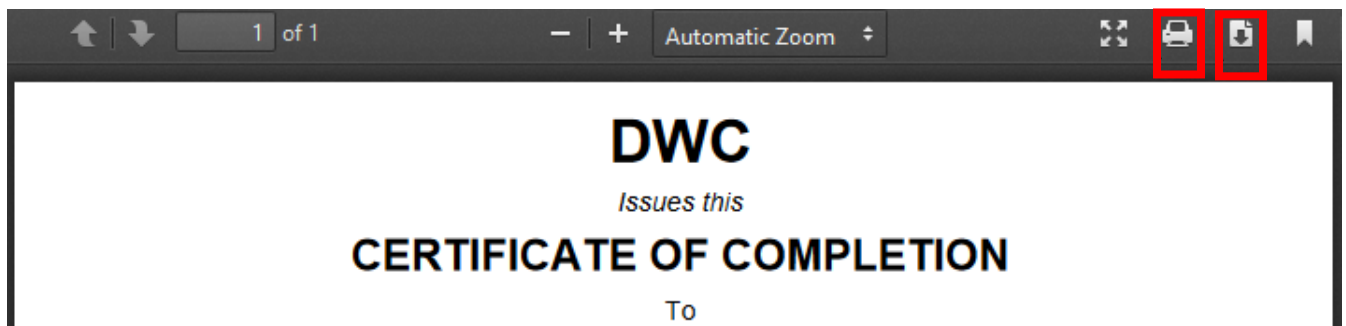 1 of 1 Automatic Zoom
DWC
Issues this
CERTIFICATE OF COMPLETION
To